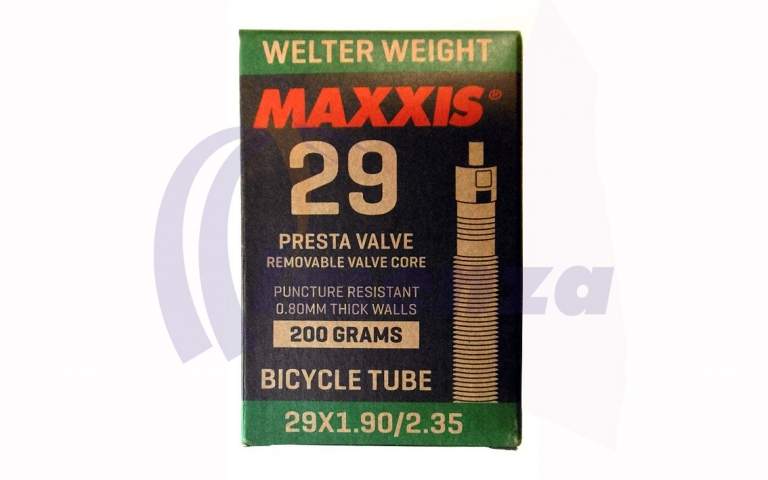 WELTER WEIGHT
MAXXIS®
29
PRESTA VALVE
REMOVABLE VALVE CORE
PUNCTURE RESISTANT
0.80MM THICK WALLS
200 GRAMS
BICYCLE TUBE
29X1.90/2.35